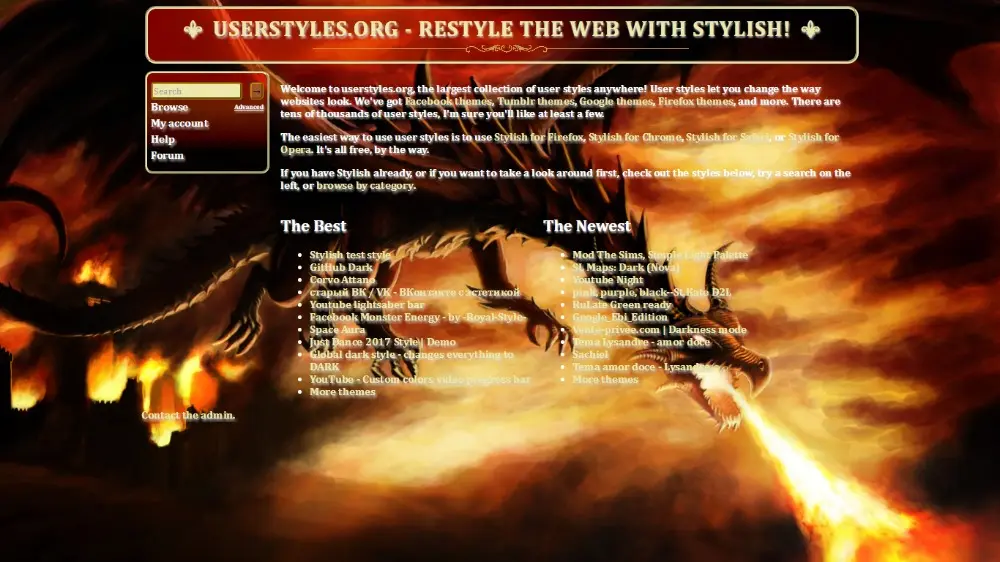 USERSTYLES.ORG - RESTYLE THE WEB WITH STYLISH!
Search
Browse
Advanced
My account
Help
Forum
Welcome to userstyles.org, the largest collection of user styles anywhere! User styles let you change the way
websites look. We've got Facebook themes, Tumblr themes, Google themes, Firefox themes, and more. There are
tens of thousands of user styles, I'm sure you'll like at least a few.
The easiest way to use user styles is to use Stylish for Firefox, Stylish for Chrome, Stylish for Safari, or Stylish for
Opera. It's all free, by the way.
If you have Stylish already, or if you want to take a look around first, check out the styles below, try a search on the
left, or browse by category.
The Best
Stylish test style
GitHub Dark
Corvo Attano
старый ВК / VK - ВКонтакте с эстетикой
Youtube lightsaber bar
Facebook Monster Energy - by -Royal-Style-
Space Aura
Just Dance 2017 Style | Demo
Global dark style - changes everything to
DARK
YouTube - Custom colors video progress bar
More themes
The Newest
Mod The Sims, Simple Light Palette
SL Maps: Dark (Nova)
Youtube Night
pink, purple, black--St.Kato D2L
RuLate Green ready
Google_Ebi_Edition
Vente-privee.com | Darkness mode
Tema Lysandre - amor doce
Sachiel
Tema amor doce - Lysandre
More themes
Contact the admin.